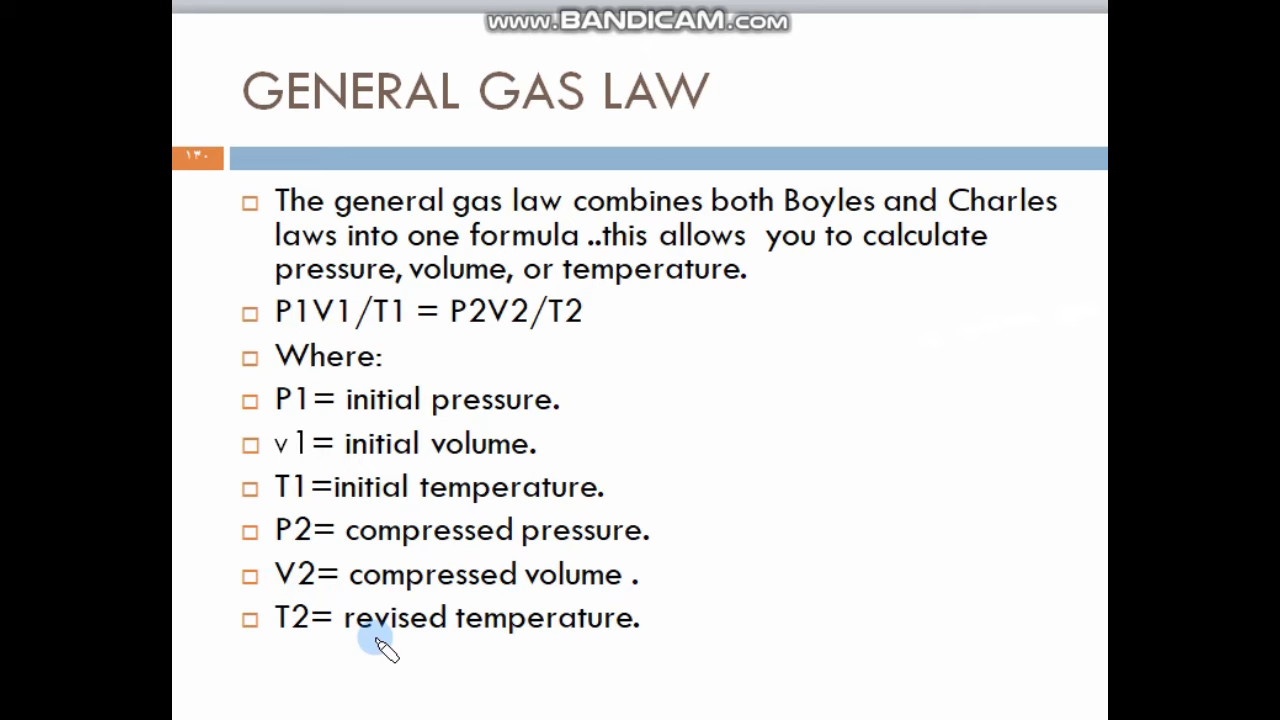 www.BANDICAM.com
GENERAL GAS LAW
١٣٠
The general gas law combines both Boyles and Charles
laws into one formula ..this allows you to calculate
pressure, volume, or temperature.
P1V1/T1 = P2V2/T2
Where:
P1= initial pressure.
v1= initial volume.
T1=initial temperature.
P2= compressed pressure.
V2= compressed volume .
T2= revised temperature.